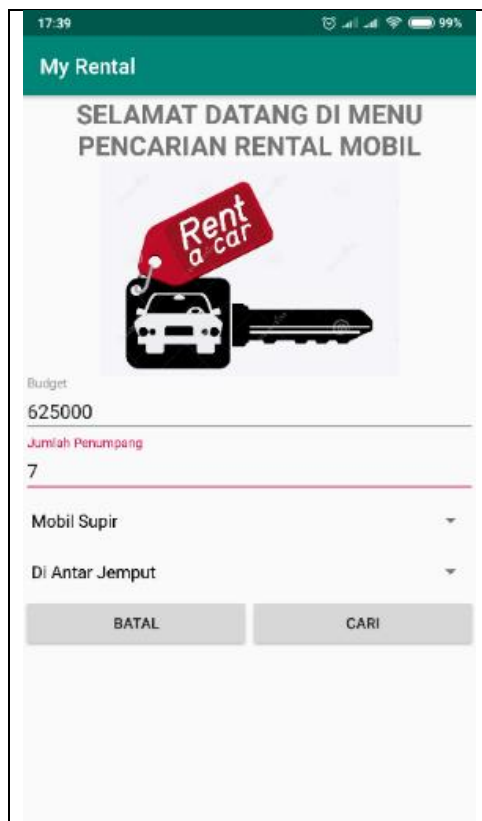 17:39
99%
My Rental
SELAMAT DATANG DI MENU
PENCARIAN RENTAL MOBIL
Rent
a car
Budget
625000
Jumlah Penumpang
7
Mobil Supir
Di Antar Jemput
BATAL
CARI